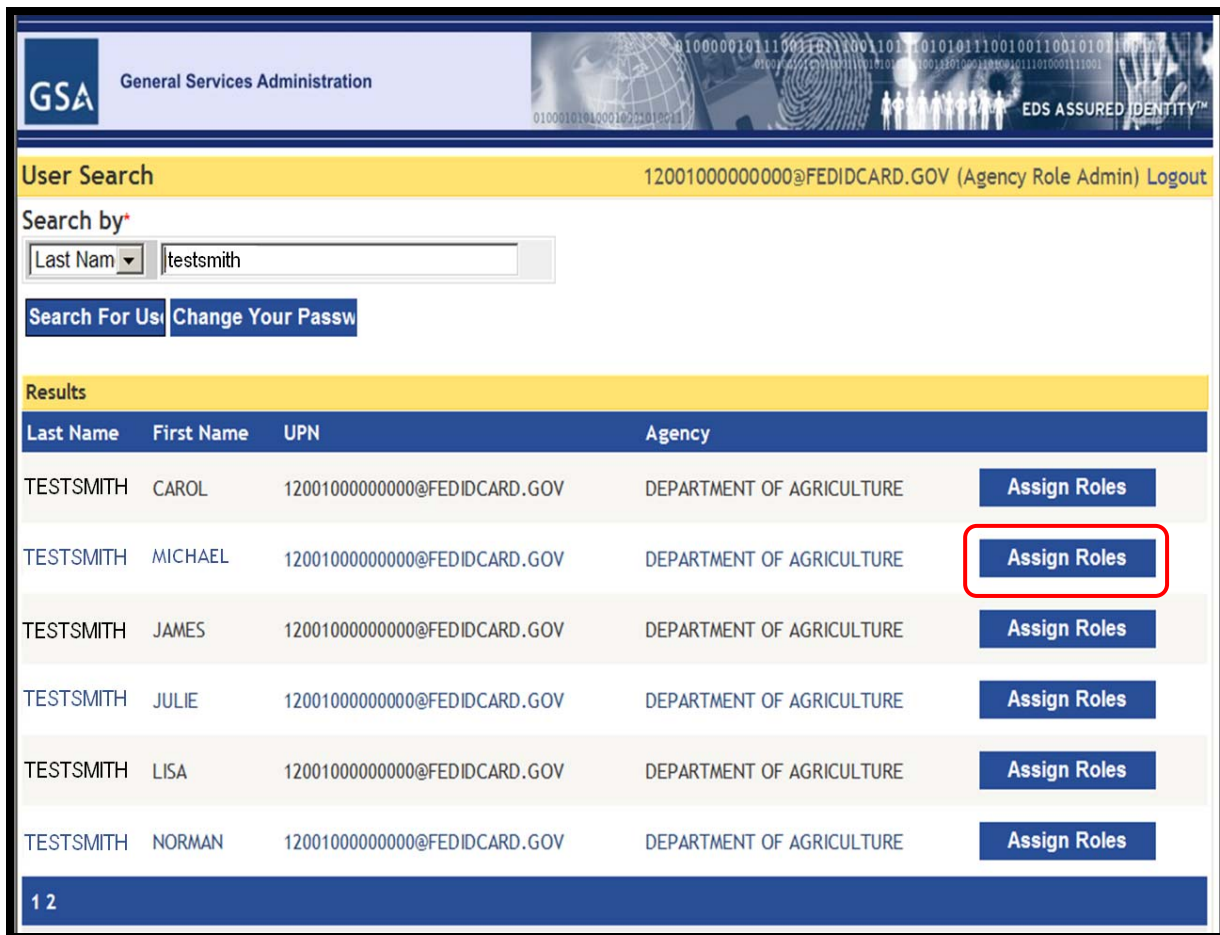 GSA
General Services Administration
EDS ASSURED IDENTITY™
User Search
12001000000000@FEDIDCARD.GOV (Agency Role Admin) Logout
Search by*
Last Nam testsmith
Search For Us Change Your Passw
Results
Last Name First Name UPN Agency
TESTSMITH CAROL 12001000000000@FEDIDCARD.GOV DEPARTMENT OF AGRICULTURE Assign Roles
TESTSMITH MICHAEL 12001000000000@FEDIDCARD.GOV DEPARTMENT OF AGRICULTURE Assign Roles
TESTSMITH JAMES 12001000000000@FEDIDCARD.GOV DEPARTMENT OF AGRICULTURE Assign Roles
TESTSMITH JULIE 12001000000000@FEDIDCARD.GOV DEPARTMENT OF AGRICULTURE Assign Roles
TESTSMITH LISA 12001000000000@FEDIDCARD.GOV DEPARTMENT OF AGRICULTURE Assign Roles
TESTSMITH NORMAN 12001000000000@FEDIDCARD.GOV DEPARTMENT OF AGRICULTURE Assign Roles
1 2